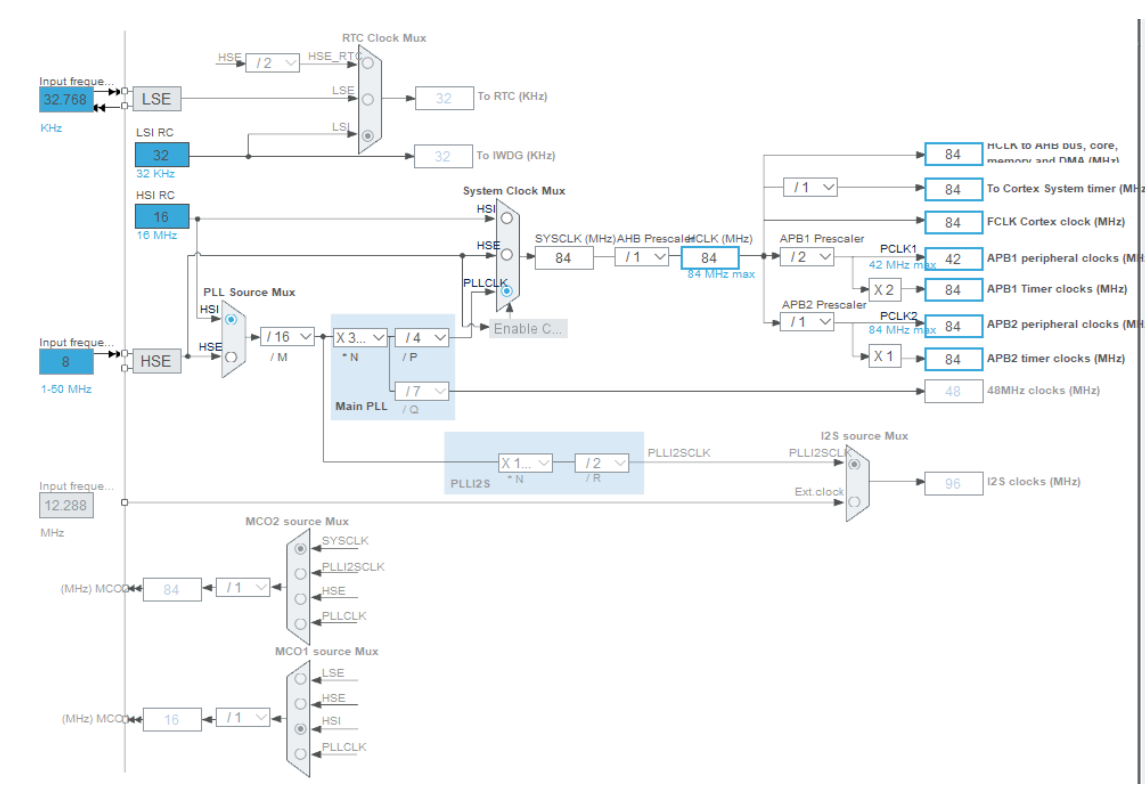 RTC Clock Mux
HSE
/ 2
HSE_RTC
Input freque...
32.768
KHz
LSE
LSE
32
To RTC (KHz)
LSI RC
LSI
32
32 KHz
32
To IWDG (KHz)
HSI RC
16
16 MHz
System Clock Mux
HSI
HSE
PLLCLK
SYSCLK (MHz)
84
AHB Prescaler
/ 1
HCLK (MHz)
84
84 MHz max
Enable C...
84
HCLK to AHB bus, core,
memory and DMA (MHz)
/ 1
84
To Cortex System timer (MHz
84
FCLK Cortex clock (MHz)
APB1 Prescaler
/ 2
PCLK1
42 MHz max
42
APB1 peripheral clocks (MH
X 2
84
APB1 Timer clocks (MHz)
APB2 Prescaler
/ 1
PCLK2
84 MHz max
84
APB2 peripheral clocks (MH
X 1
84
APB2 timer clocks (MHz)
48
48MHz clocks (MHz)
PLL Source Mux
HSI
HSE
Input freque...
8
1-50 MHz
HSE
/ 16
/ M
X 3...
* N
/ 4
/ P
/ 7
/ Q
Main PLL
X 1...
* N
/ 2
/ R
PLLI2S
PLLI2SCLK
I2S source Mux
PLLI2SCLK
Ext.clock
96
I2S clocks (MHz)
Input freque...
12.288
MHz
MCO2 source Mux
SYSCLK
PLLI2SCLK
HSE
PLLCLK
(MHz) MCO2
84
/ 1
MCO1 source Mux
LSE
HSE
HSI
PLLCLK
(MHz) MCO
16
/ 1